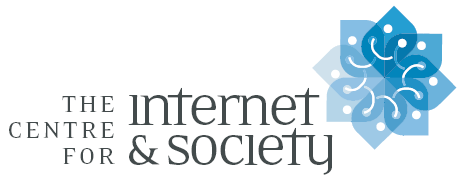 THE
CENTRE
FOR
internet
& society